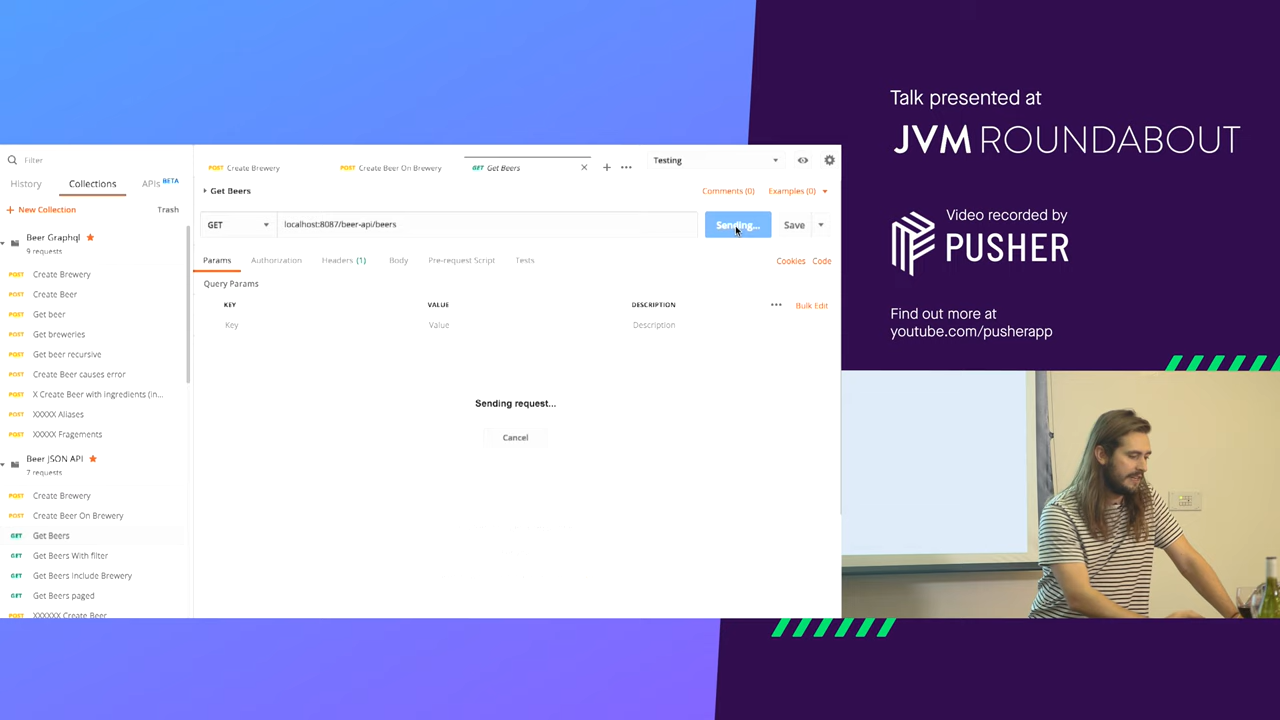 Talk presented at
JVM ROUNDABOUT
Video recorded by
PUSHER
Find out more at
youtube.com/pusherapp
Filter
History
Collections
APIs BETA
+ New Collection
Trash
Beer Graphql
9 requests
POST Create Brewery
POST Create Beer
POST Get beer
POST Get breweries
POST Get beer recursive
POST Create Beer causes error
POST X Create Beer with ingredients (in...
POST XXXXX Aliases
POST XXXXX Fragements
Beer JSON API
7 requests
POST Create Brewery
POST Create Beer On Brewery
GET Get Beers
GET Get Beers With filter
GET Get Beers Include Brewery
GET Get Beers paged
POST XXXXXX Create Beer
POST Create Brewery
POST Create Beer On Brewery
GET Get Beers
Testing
Get Beers
Comments (0)
Examples (0)
GET
localhost:8087/beer-api/beers
Sending...
Save
Params
Authorization
Headers (1)
Body
Pre-request Script
Tests
Cookies
Code
Query Params
KEY
VALUE
DESCRIPTION
Bulk Edit
Key
Value
Description
Sending request...
Cancel